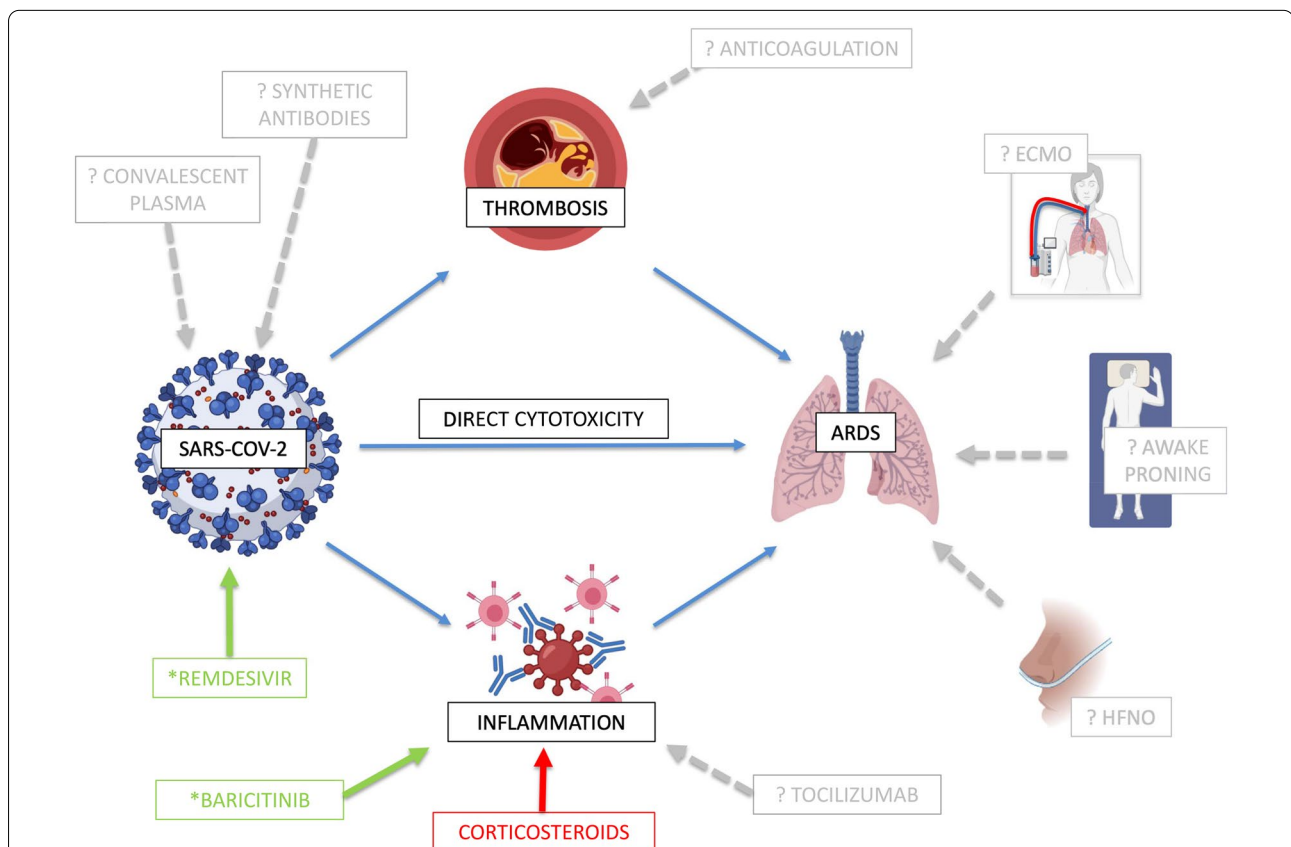 ? ANTICOAGULATION
? SYNTHETIC
ANTIBODIES
? CONVALESCENT
PLASMA
THROMBOSIS
? ECMO
DIRECT CYTOTOXICITY
SARS-COV-2
ARDS
? AWAKE
PRONING
*REMDESIVIR
INFLAMMATION
? HFNO
*BARICITINIB
? TOCILIZUMAB
CORTICOSTEROIDS